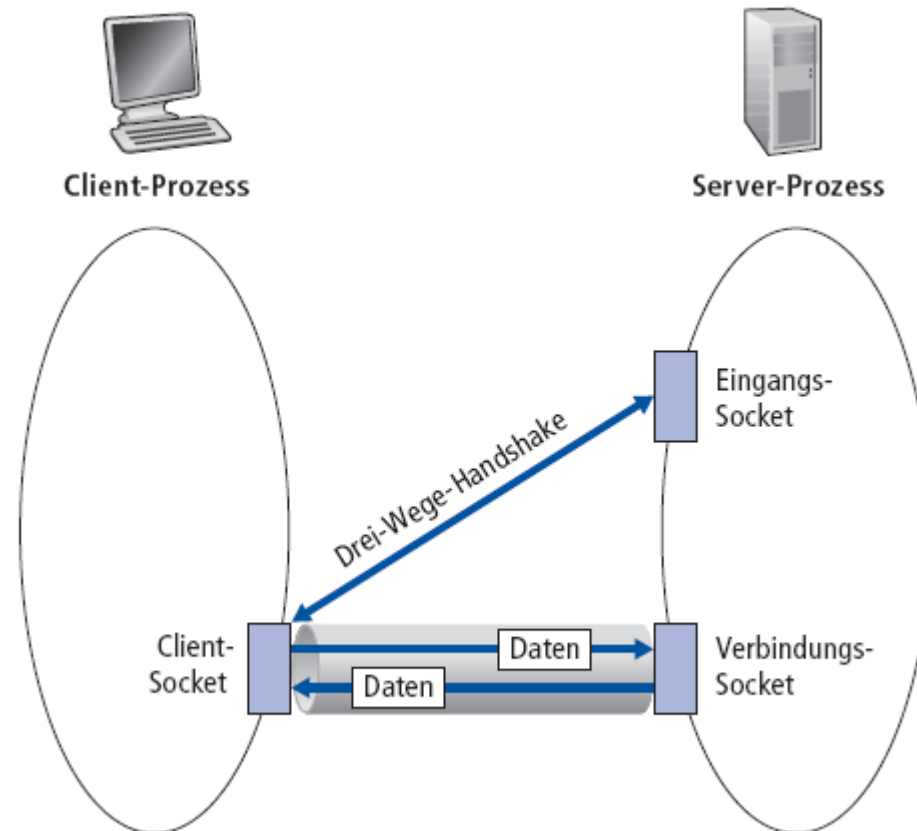 Client-Prozess
Server-Prozess
Eingangs-
Socket
Drei-Wege-Handshake
Client-
Socket
Daten
Daten
Verbindungs-
Socket